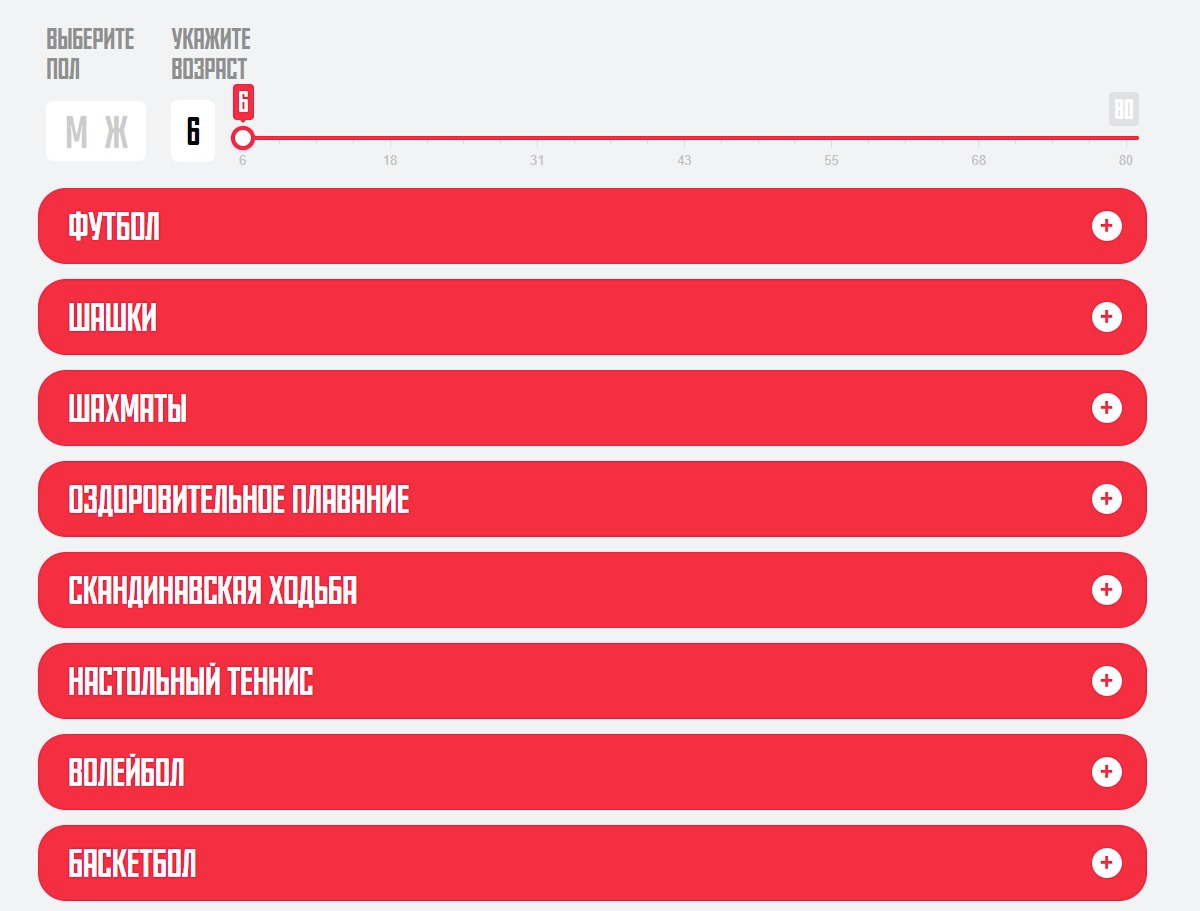 ВЫБЕРИТЕ
ПОЛ
УКАЖИТЕ
ВОЗРАСТ
М Ж
6
6
80
6 18 31 43 55 68 80
ФУТБОЛ
+
ШАШКИ
+
ШАХМАТЫ
+
ОЗДОРОВИТЕЛЬНОЕ ПЛАВАНИЕ
+
СКАНДИНАВСКАЯ ХОДЬБА
+
НАСТОЛЬНЫЙ ТЕННИС
+
ВОЛЕЙБОЛ
+
БАСКЕТБОЛ
+